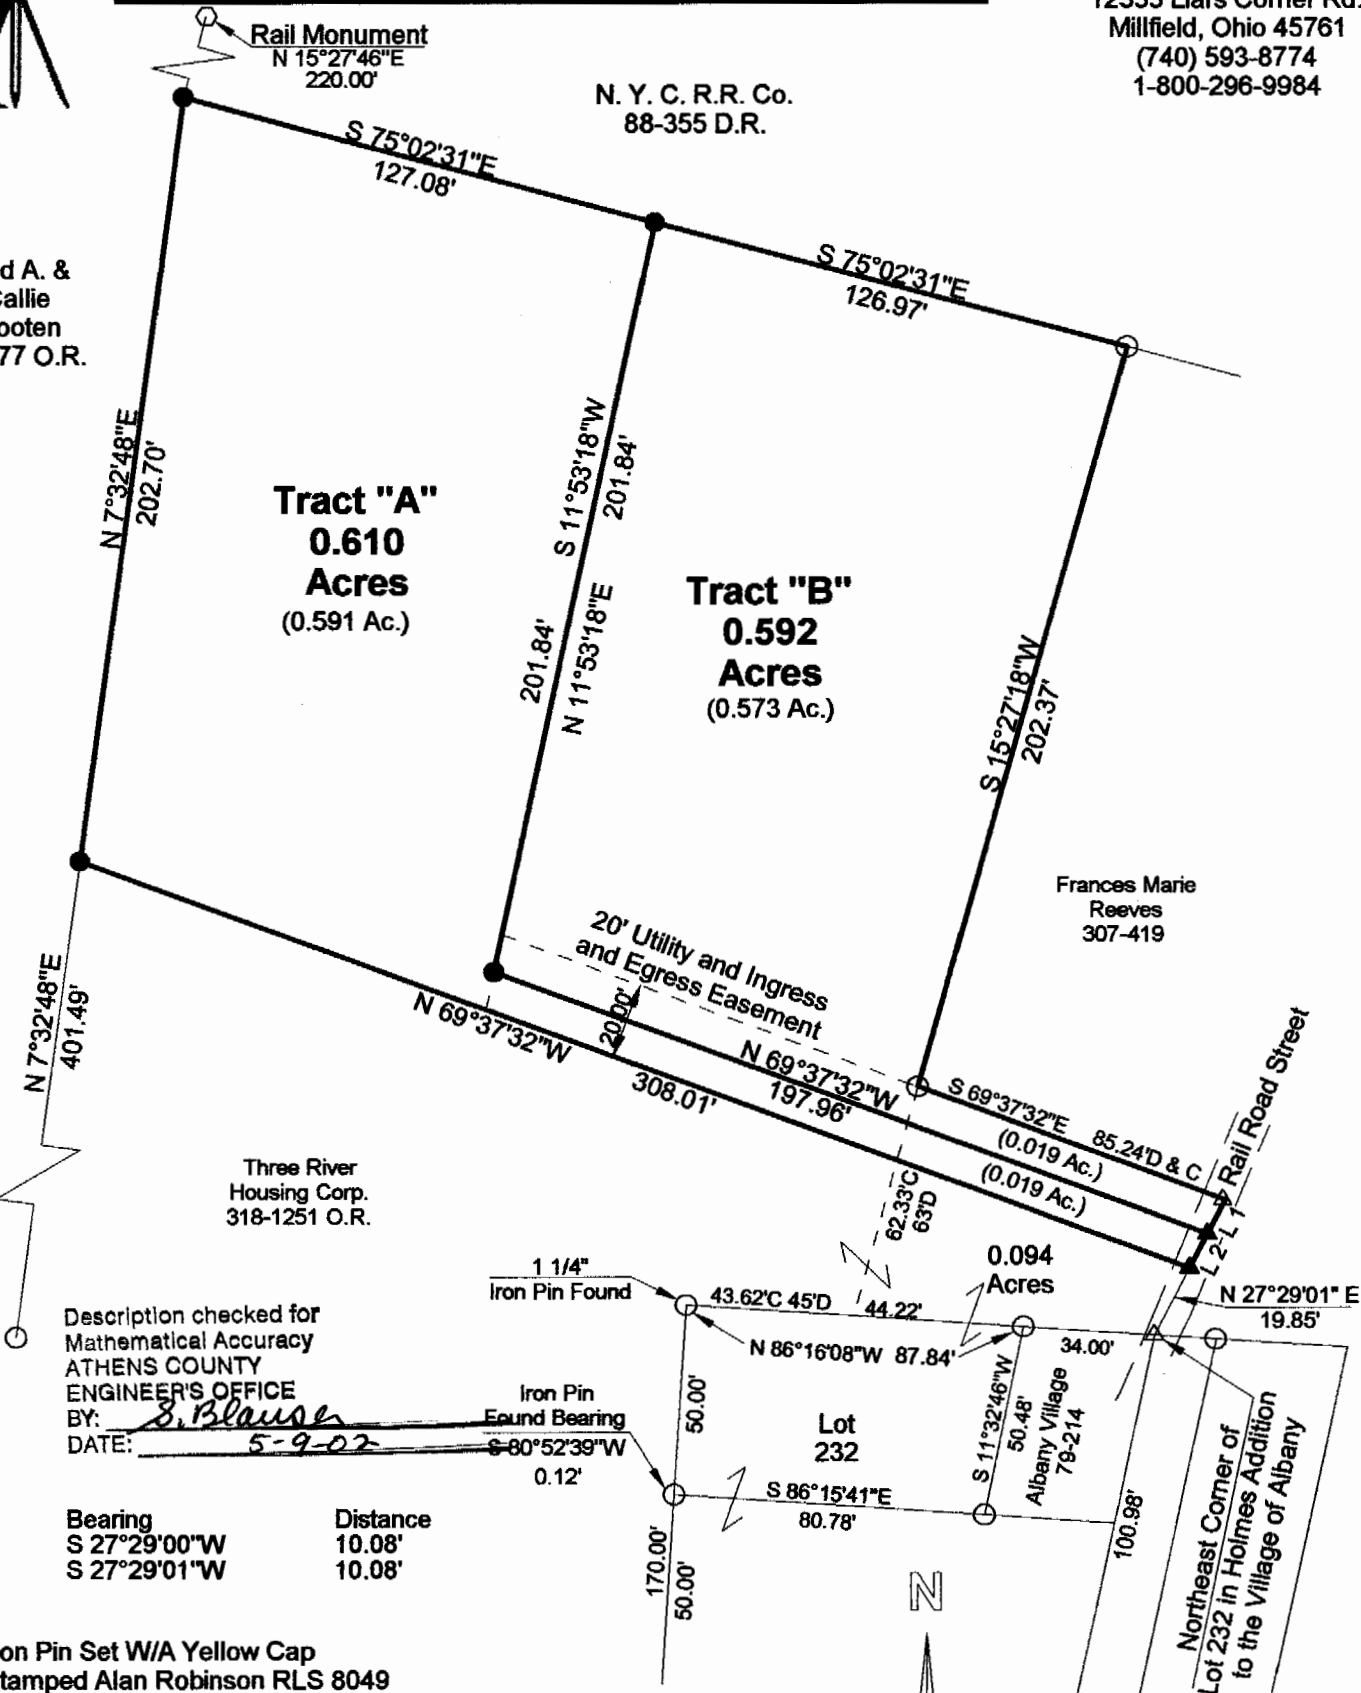 12333 Liars Corner Rd.
Millfield, Ohio 45761
(740) 593-8774
1-800-296-9984
Rail Monument
N 15°27'46"E
220.00'
N. Y. C. R.R. Co.
88-355 D.R.
S 75°02'31"E
127.08'
S 75°02'31"E
126.97'
d A. &
Callie
ooten
77 O.R.
N 7°32'48"E
202.70'
Tract "A"
0.610
Acres
(0.591 Ac.)
S 11°53'18"W
201.84'
201.84'
N 11°53'18"E
Tract "B"
0.592
Acres
(0.573 Ac.)
S 15°27'18"W
202.37'
Frances Marie
Reeves
307-419
20' Utility and Ingress
and Egress Easement
20.00'
N 7°32'48"E
401.49'
N 69°37'32"W
308.01'
N 69°37'32"W
197.96'
S 69°37'32"E
85.24'D & C
(0.019 Ac.)
(0.019 Ac.)
Rail Road Street
L 1
L 2
62.33'C
63'D
Three River
Housing Corp.
318-1251 O.R.
0.094
Acres
1 1/4"
Iron Pin Found
43.62'C 45'D
44.22'
N 86°16'08"W 87.84'
34.00'
N 27°29'01" E
19.85'
Description checked for
Mathematical Accuracy
ATHENS COUNTY
ENGINEER'S OFFICE
BY: S. Blauser
DATE: 5-9-02
Iron Pin
Found Bearing
S 80°52'39"W
0.12'
50.00'
Lot
232
S 11°32'46"W
50.48'
Albany Village
79-214
S 86°15'41"E
80.78'
170.00'
50.00'
100.98'
Northeast Corner of
Lot 232 in Holmes Addition
to the Village of Albany
Bearing Distance
S 27°29'00"W 10.08'
S 27°29'01"W 10.08'
N
on Pin Set W/A Yellow Cap
tamped Alan Robinson RLS 8049